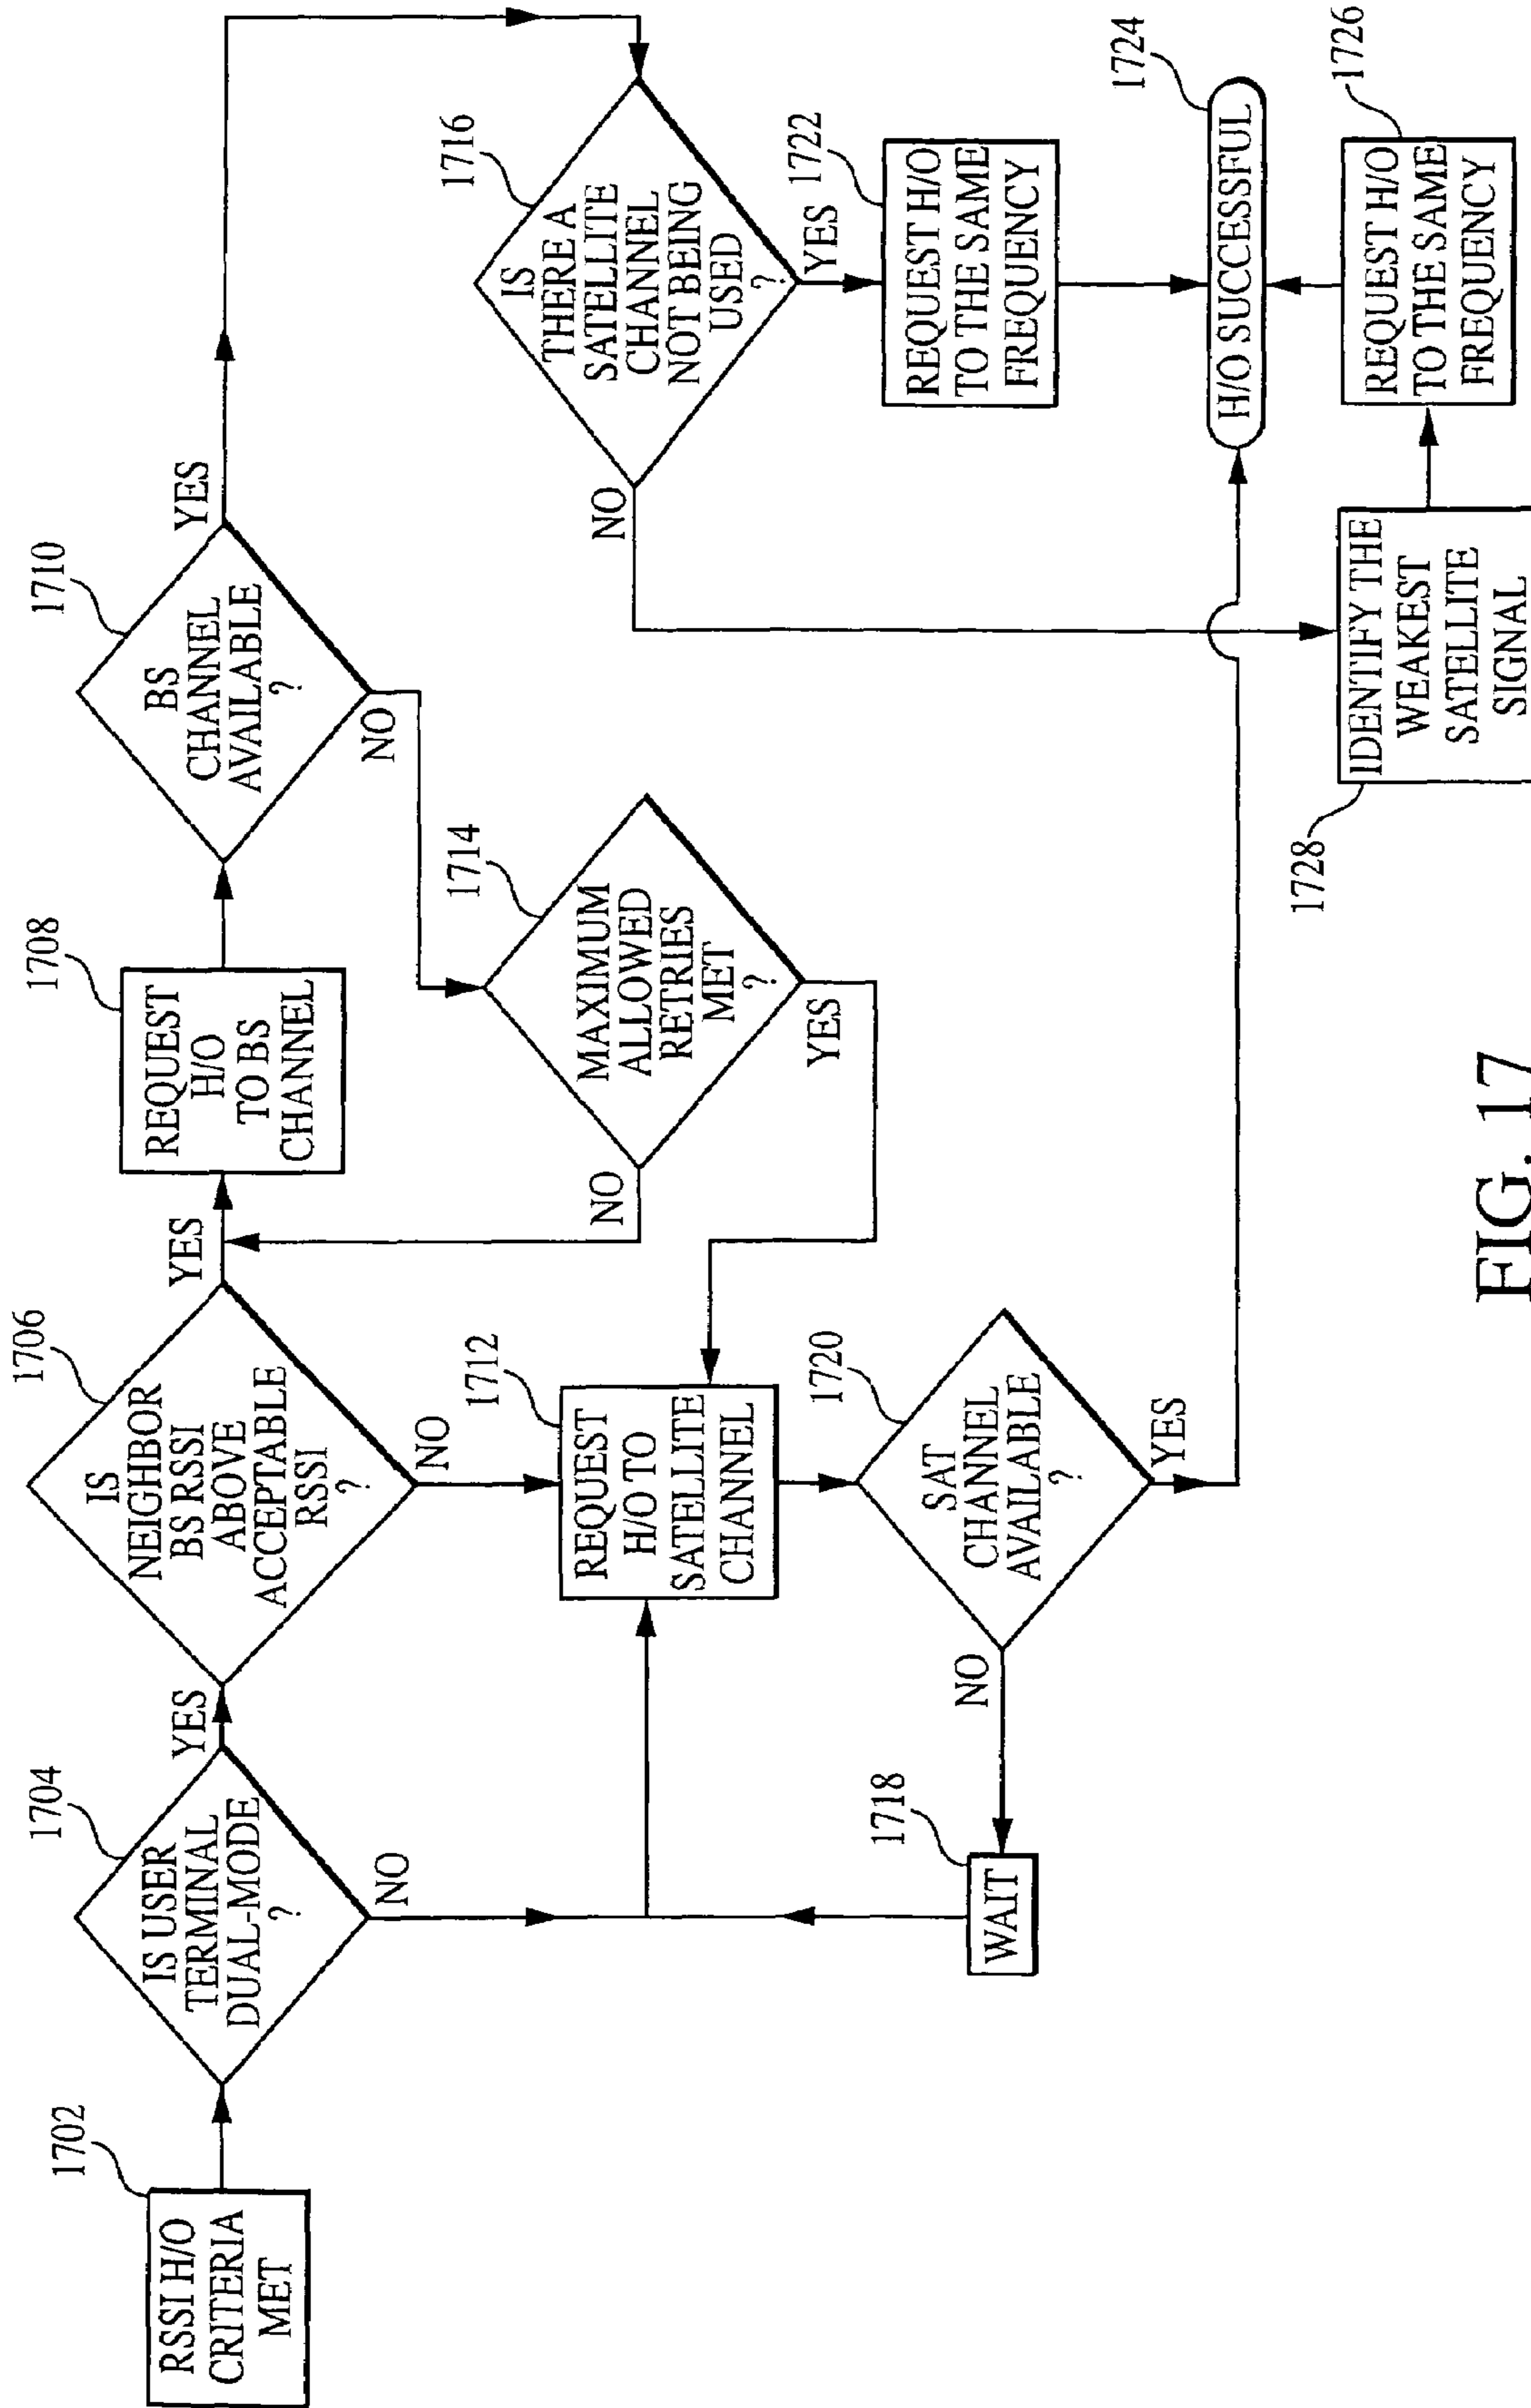 1702
RSSI H/O
CRITERIA
MET
1704
IS USER
TERMINAL
DUAL-MODE
?
YES
NO
1706
IS
NEIGHBOR
BS RSSI
ABOVE
ACCEPTABLE
RSSI
?
YES
NO
1708
REQUEST
H/O
TO BS
CHANNEL
1710
BS
CHANNEL
AVAILABLE
?
YES
NO
1712
REQUEST
H/O TO
SATELLITE
CHANNEL
1714
MAXIMUM
ALLOWED
RETRIES
MET
?
NO
YES
1716
IS
THERE A
SATELLITE
CHANNEL
NOT BEING
USED
?
NO
YES
1718
WAIT
1720
SAT
CHANNEL
AVAILABLE
?
NO
YES
1722
REQUEST H/O
TO THE SAME
FREQUENCY
1724
H/O SUCCESSFUL
1728
IDENTIFY THE
WEAKEST
SATELLITE
SIGNAL
1726
REQUEST H/O
TO THE SAME
FREQUENCY
FIG. 17